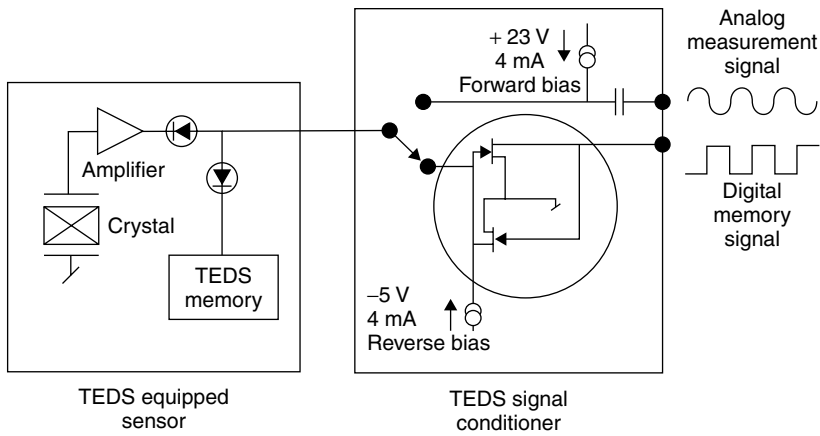 Amplifier
Crystal
TEDS
memory
TEDS equipped
sensor
+ 23 V
4 mA
Forward bias
–5 V
4 mA
Reverse bias
TEDS signal
conditioner
Analog
measurement
signal
Digital
memory
signal